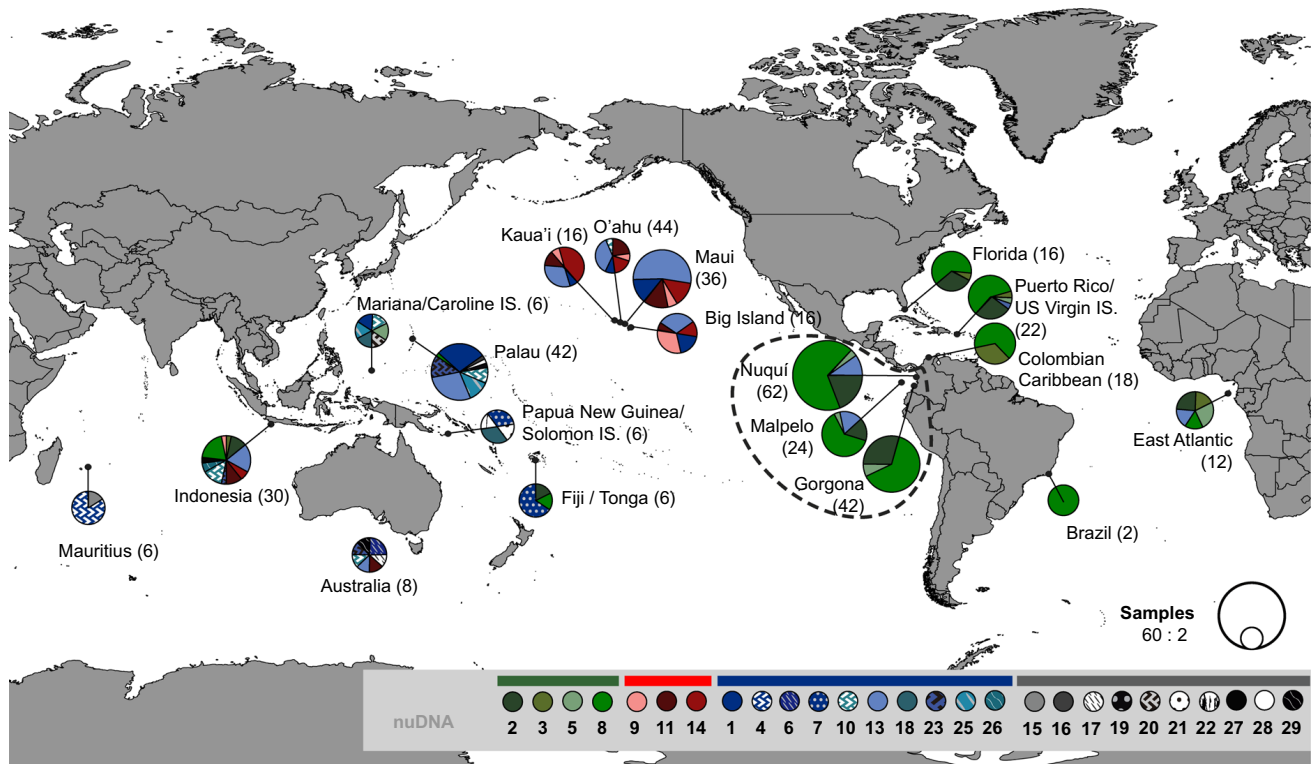 Kaua'i (16)
O'ahu (44)
Maui
(36)
Big Island (16)
Mariana/Caroline IS. (6)
Palau (42)
Papua New Guinea/
Solomon IS. (6)
Indonesia (30)
Fiji / Tonga (6)
Mauritius (6)
Australia (8)
Florida (16)
Puerto Rico/
US Virgin IS.
(22)
Colombian
Caribbean (18)
Nuquí
(62)
Malpelo
(24)
Gorgona
(42)
East Atlantic
(12)
Brazil (2)
Samples
60 : 2
nuDNA
2 3 5 8 9 11 14 1 4 6 7 10 13 18 23 25 26 15 16 17 19 20 21 22 27 28 29